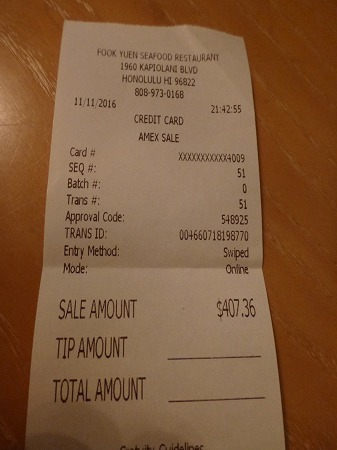 FOOK YUEN SEAFOOD RESTAURANT
1960 KAPIOLANI BLVD
HONOLULU HI 96822
808-973-0168
11/11/2016 21:42:55
CREDIT CARD
AMEX SALE
Card # XXXXXXXXXXX4009
SEQ #: 51
Batch #: 0
Trans #: 51
Approval Code: 548925
TRANS ID: 004660718198770
Entry Method: Swiped
Mode: Online
SALE AMOUNT $407.36
TIP AMOUNT
TOTAL AMOUNT
Gratuity Guidelines